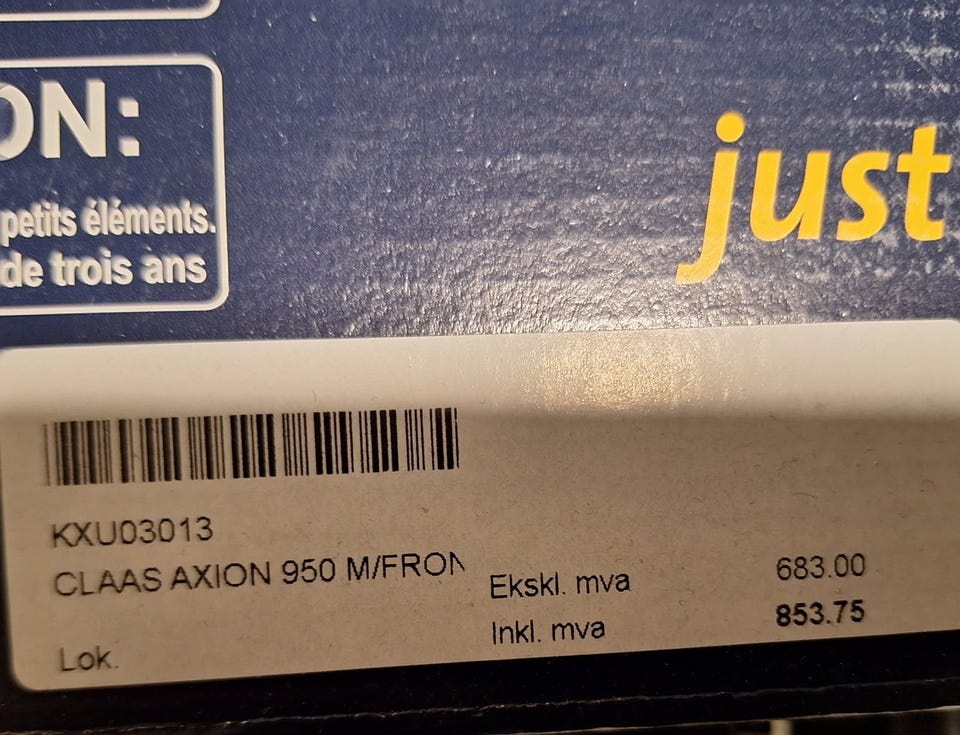 ON:
petits éléments.
de trois ans
just
KXU03013
CLAAS AXION 950 M/FRON
Ekskl. mva 683.00
Inkl. mva 853.75
Lok.